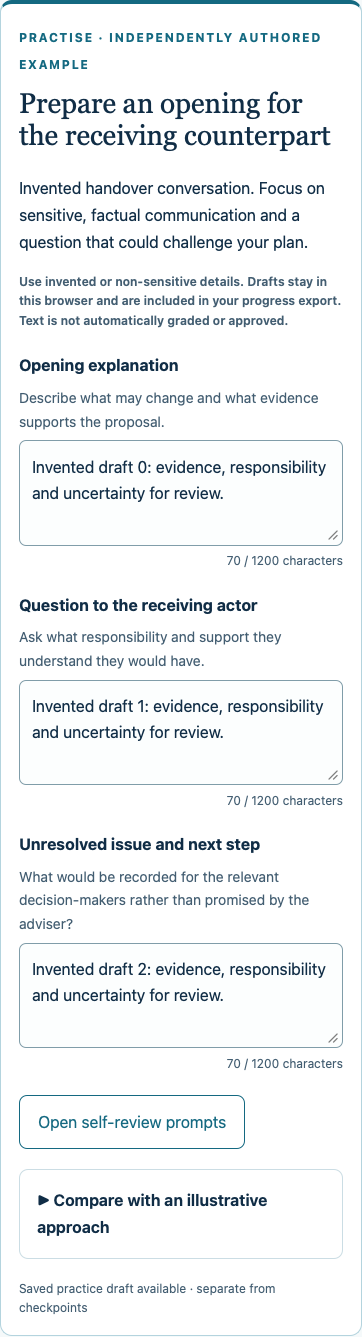 PRACTISE · INDEPENDENTLY AUTHORED
EXAMPLE
Prepare an opening for
the receiving counterpart
Invented handover conversation. Focus on
sensitive, factual communication and a
question that could challenge your plan.
Use invented or non-sensitive details. Drafts stay in
this browser and are included in your progress export.
Text is not automatically graded or approved.
Opening explanation
Describe what may change and what evidence
supports the proposal.
Invented draft 0: evidence, responsibility
and uncertainty for review.
70 / 1200 characters
Question to the receiving actor
Ask what responsibility and support they
understand they would have.
Invented draft 1: evidence, responsibility
and uncertainty for review.
70 / 1200 characters
Unresolved issue and next step
What would be recorded for the relevant
decision-makers rather than promised by the
adviser?
Invented draft 2: evidence, responsibility
and uncertainty for review.
70 / 1200 characters
Open self-review prompts
Compare with an illustrative
approach
Saved practice draft available · separate from
checkpoints